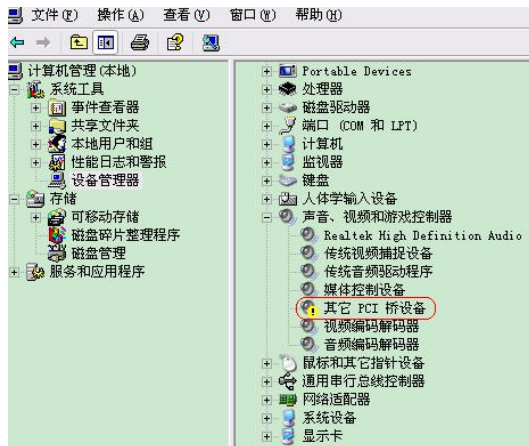 文件(F) 操作(A) 查看(V) 窗口(W) 帮助(H)
计算机管理(本地)
系统工具
事件查看器
共享文件夹
本地用户和组
性能日志和警报
设备管理器
存储
可移动存储
磁盘碎片整理程序
磁盘管理
服务和应用程序
Portable Devices
处理器
磁盘驱动器
端口 (COM 和 LPT)
计算机
监视器
键盘
人体学输入设备
声音、视频和游戏控制器
Realtek High Definition Audio
传统视频捕捉设备
传统音频驱动程序
媒体控制设备
其它 PCI 桥设备
视频编码解码器
音频编码解码器
鼠标和其它指针设备
通用串行总线控制器
网络适配器
系统设备
显示卡